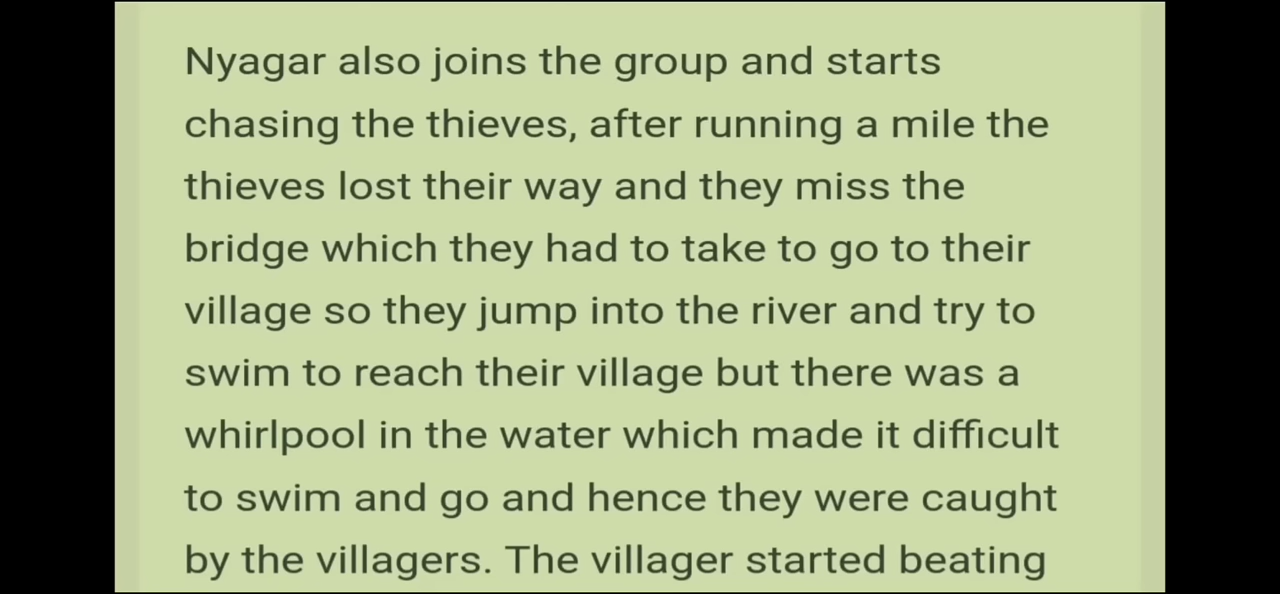 Nyagar also joins the group and starts
chasing the thieves, after running a mile the
thieves lost their way and they miss the
bridge which they had to take to go to their
village so they jump into the river and try to
swim to reach their village but there was a
whirlpool in the water which made it difficult
to swim and go and hence they were caught
by the villagers. The villager started beating